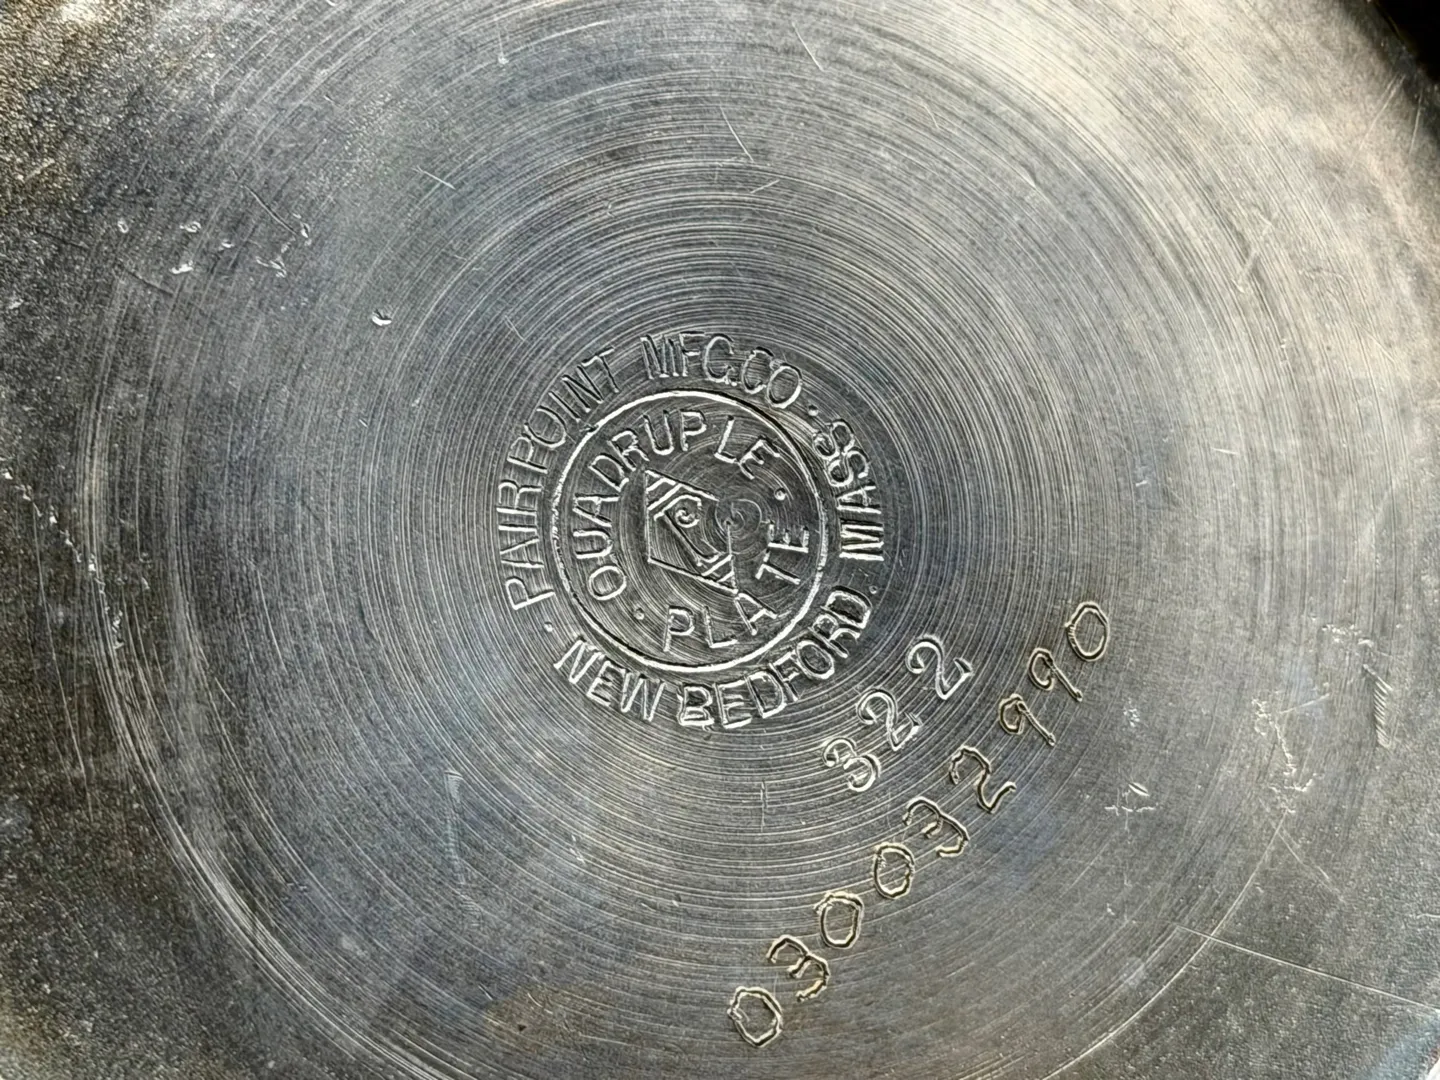 PAIRPOINT MFG.CO · NEW BEDFORD. MASS ·
QUADRUPLE · PLATE ·
P
322
030032990